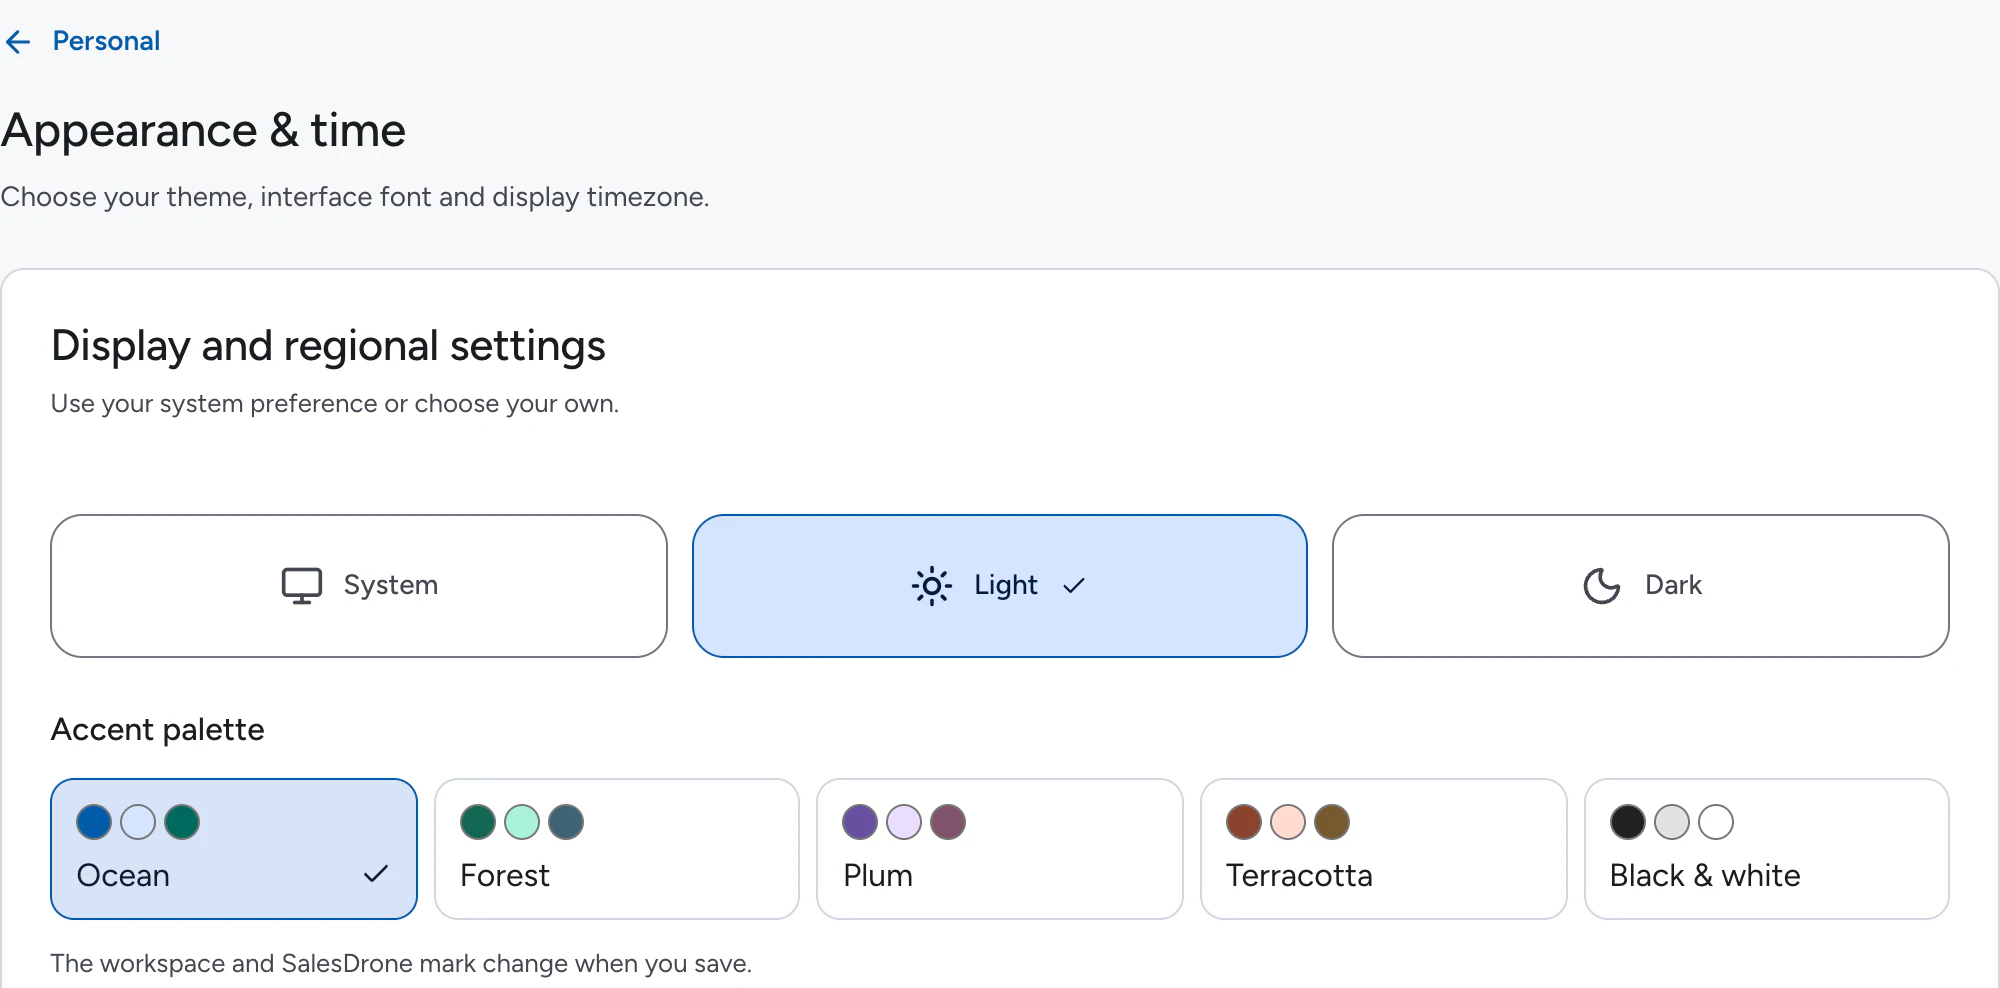 Personal
Appearance & time
Choose your theme, interface font and display timezone.
Display and regional settings
Use your system preference or choose your own.
System
Light
Dark
Accent palette
Ocean
Forest
Plum
Terracotta
Black & white
The workspace and SalesDrone mark change when you save.